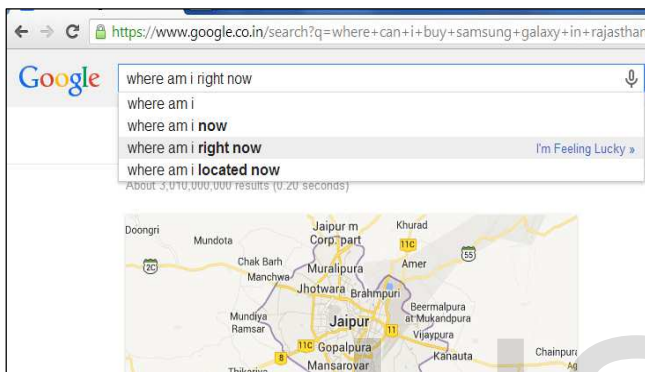 https://www.google.co.in/search?q=where+can+i+buy+samsung+galaxy+in+rajasthan
Google
where am i right now
where am i
where am i now
where am i right now I'm Feeling Lucky »
where am i located now
About 3,010,000,000 results (0.20 seconds)
Doongri
Mundota
Jaipur m
Corp. part
Khurad
11C
55
2C
Chak Barh
Manchwa
Muralipura
Amer
Jhotwara
Brahmpuri
Beermalpura
at Mukandpura
Mundiya
Ramsar
Jaipur
11
Vijaypura
11C
Gopalpura
8
Kanauta
Chainpura
Thikariya
Mansarovar
Ag